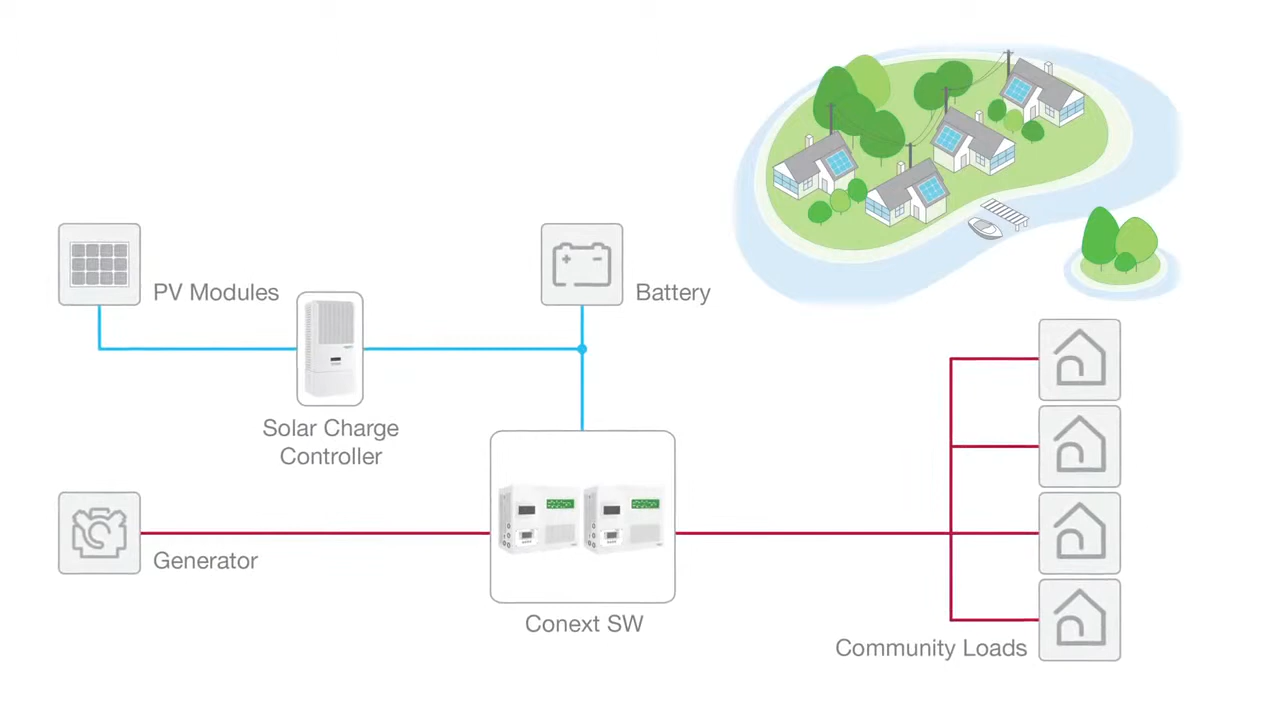 PV Modules
Battery
Solar Charge
Controller
Generator
Conext SW
Community Loads